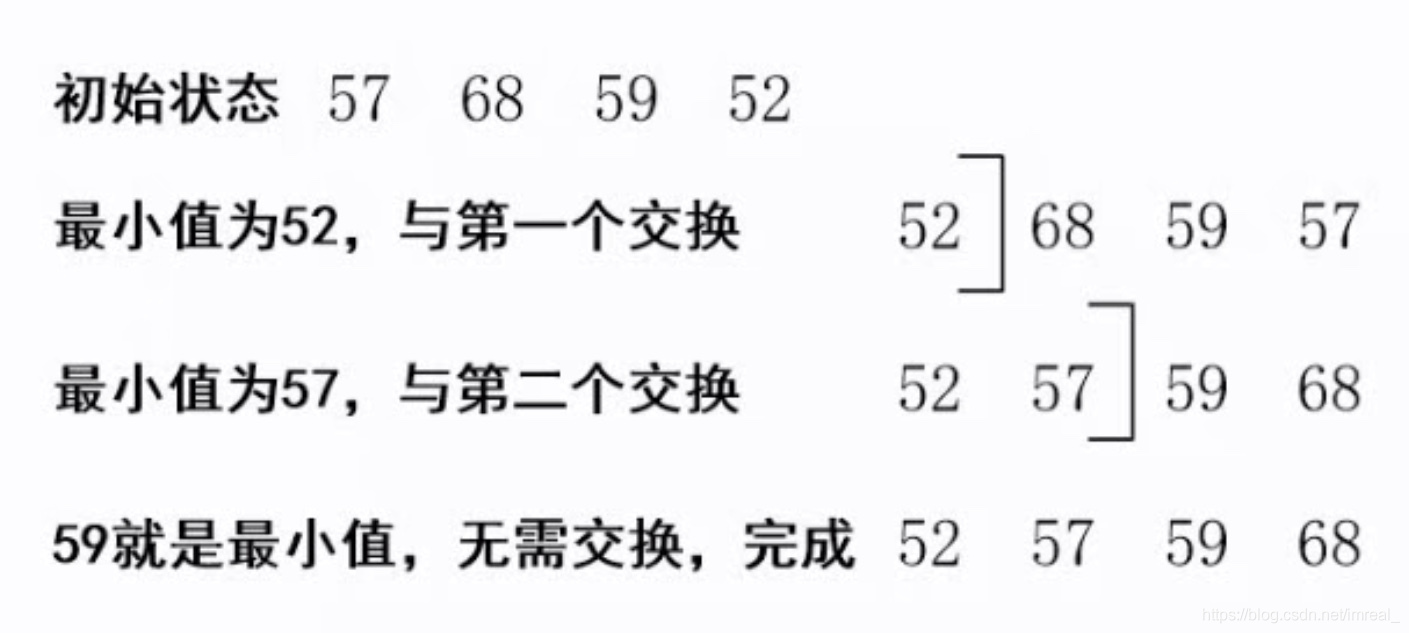 初始状态 57 68 59 52
最小值为52，与第一个交换 52 68 59 57
最小值为57，与第二个交换 52 57 59 68
59就是最小值，无需交换，完成 52 57 59 68
https://blog.csdn.net/imreal_